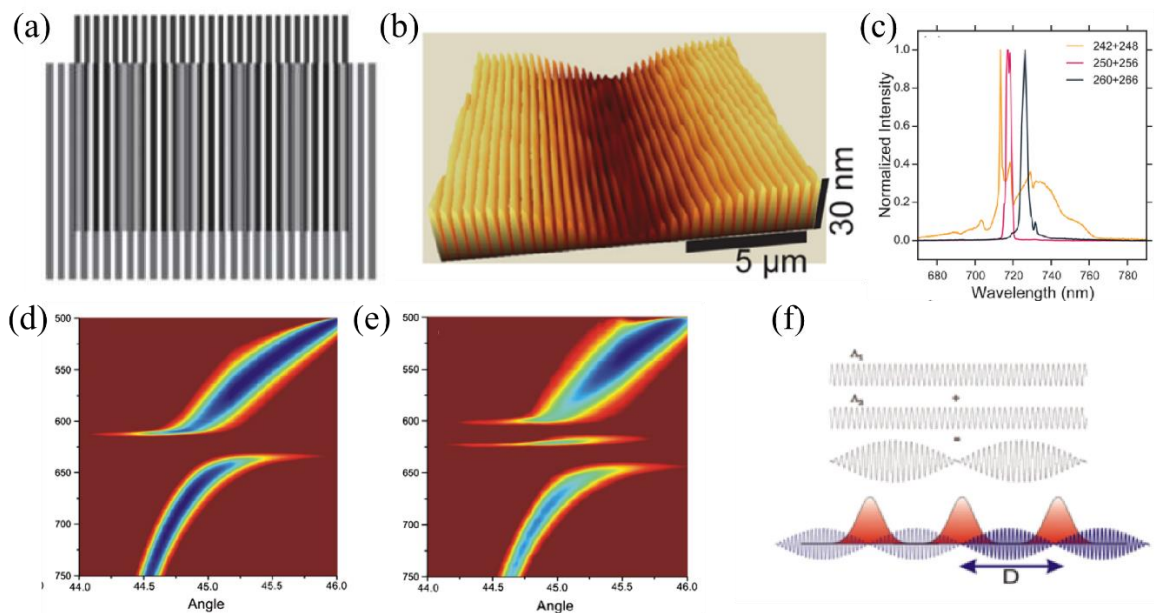 (a)
(b)
30 nm
5 μm
(c)
Normalized Intensity
1.0
0.8
0.6
0.4
0.2
0.0
242+248
250+256
260+266
680 700 720 740 760 780
Wavelength (nm)
(d)
500
550
600
650
700
750
44.0 44.5 45.0 45.5 46.0
Angle
(e)
500
550
600
650
700
750
44.0 44.5 45.0 45.5 46.0
Angle
(f)
Λ₁
+
=
D